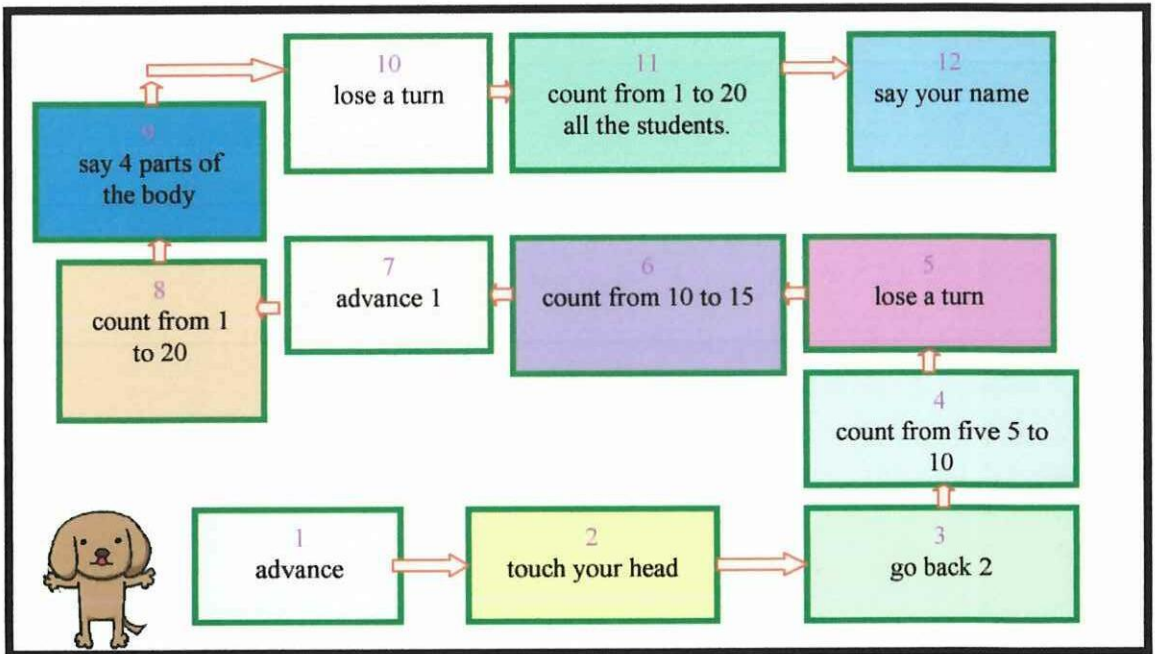 10
lose a turn
11
count from 1 to 20
all the students.
12
say your name
9
say 4 parts of
the body
8
count from 1
to 20
7
advance 1
6
count from 10 to 15
5
lose a turn
4
count from five 5 to
10
1
advance
2
touch your head
3
go back 2